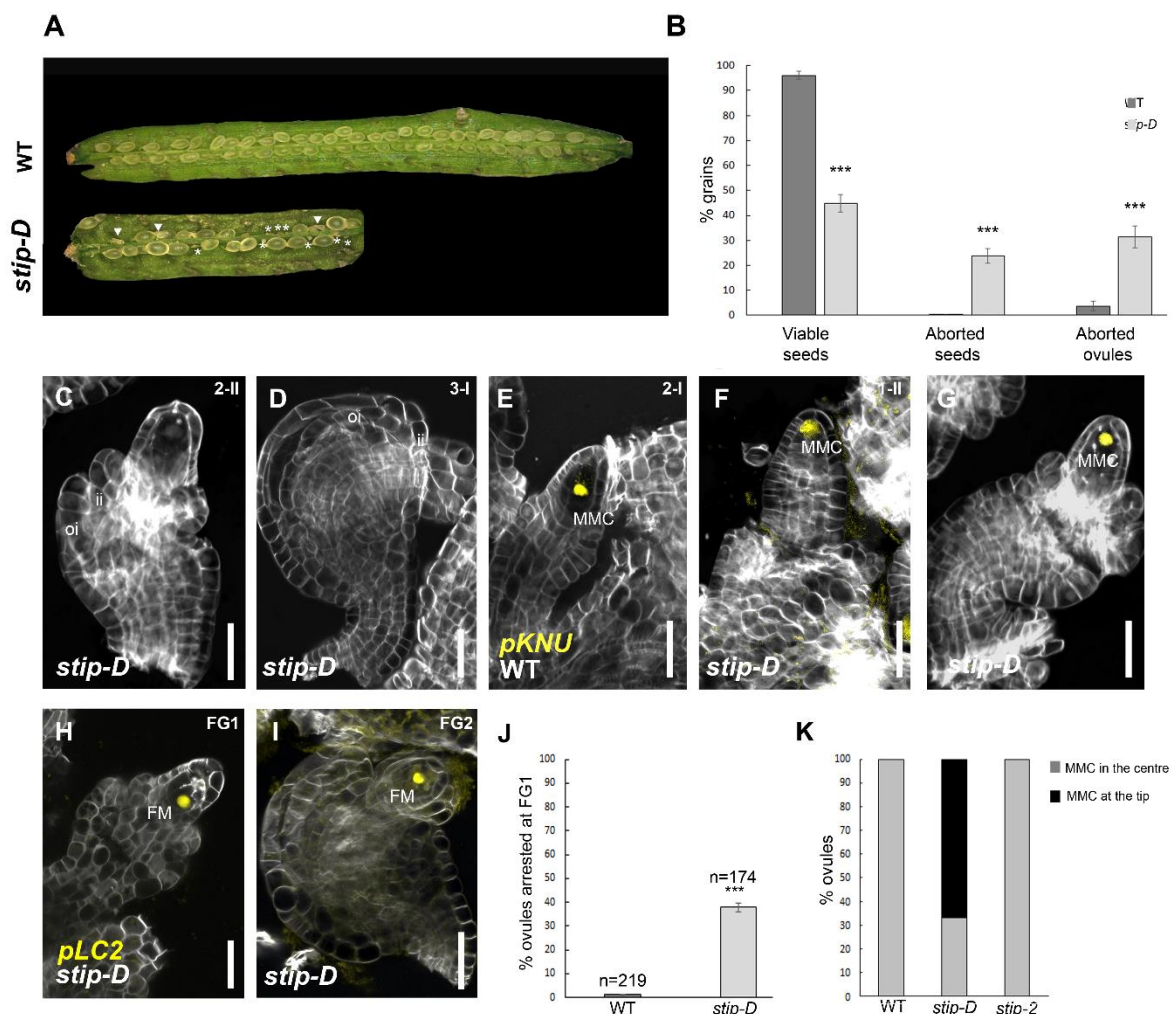 A
WT
stip-D
* * * * * * * *
B
% grains
100
90
80
70
60
50
40
30
20
10
0
WT
stip-D
***
***
***
Viable seeds
Aborted seeds
Aborted ovules
C
2-II
oi
ii
stip-D
D
3-I
oi
ii
stip-D
E
2-I
MMC
pKNU
WT
F
1-II
MMC
stip-D
G
MMC
stip-D
H
FG1
FM
pLC2
stip-D
I
FG2
FM
J
% ovules arrested at FG1
100
90
80
70
60
50
40
30
20
10
0
n=219
n=174
***
WT
stip-D
K
% ovules
100
90
80
70
60
50
40
30
20
10
0
MMC in the centre
MMC at the tip
WT
stip-D
stip-2